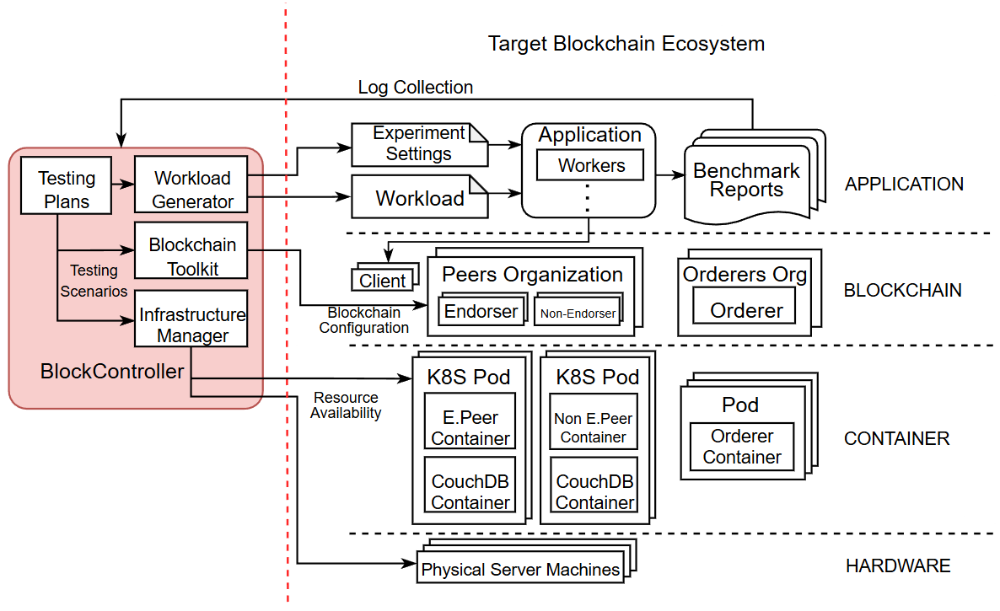 Target Blockchain Ecosystem
Log Collection
Testing
Plans
Workload
Generator
Blockchain
Toolkit
Testing
Scenarios
Infrastructure
Manager
BlockController
Experiment
Settings
Workload
Application
Workers
Benchmark
Reports
APPLICATION
Client
Blockchain
Configuration
Peers Organization
Endorser
Non-Endorser
Orderers Org
Orderer
BLOCKCHAIN
Resource
Availability
K8S Pod
E.Peer
Container
CouchDB
Container
K8S Pod
Non E.Peer
Container
CouchDB
Container
Pod
Orderer
Container
CONTAINER
Physical Server Machines
HARDWARE